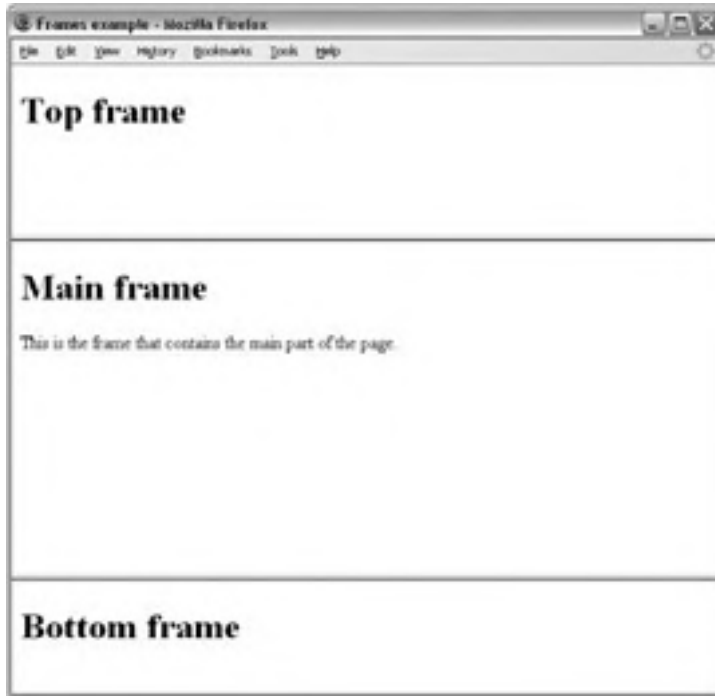 Frames example - Mozilla Firefox
File Edit View History Bookmarks Tools Help
Top frame
Main frame
This is the frame that contains the main part of the page.
Bottom frame